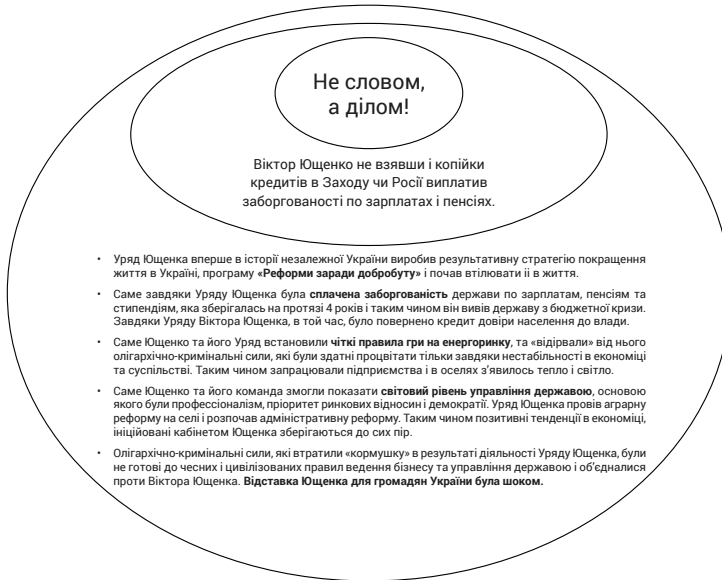 Не словом,
а ділом!
Віктор Ющенко не взявши і копійки
кредитів в Заходу чи Росії виплатив
заборгованості по зарплатах і пенсіях.
• Уряд Ющенка вперше в історії незалежної України виробив результативну стратегію покращення
життя в Україні, програму «Реформи заради добробуту» і почав втілювати ії в життя.
• Саме завдяки Уряду Ющенка була сплачена заборгованість держави по зарплатам, пенсіям та
стипендіям, яка зберігалась на протязі 4 років і таким чином він вивів державу з бюджетної кризи.
Завдяки Уряду Віктора Ющенка, в той час, було повернено кредит довіри населення до влади.
• Саме Ющенко та його Уряд встановили чіткі правила гри на енергоринку, та «відірвали» від нього
олігархічно-кримінальні сили, які були здатні процвітати тільки завдяки нестабільності в економіці
та суспільстві. Таким чином запрацювали підприємства і в оселях з’явилось тепло і світло.
• Саме Ющенко та його команда змогли показати світовий рівень управління державою, основою
якого були профессіоналізм, пріоритет ринкових відносин і демократії. Уряд Ющенка провів аграрну
реформу на селі і розпочав адміністративну реформу. Таким чином позитивні тенденції в економіці,
ініційовані кабінетом Ющенка зберігаються до сих пір.
• Олігархічно-кримінальні сили, які втратили «кормушку» в результаті діяльності Уряду Ющенка, були
не готові до чесних і цивілізованих правил ведення бізнесу та управління державою і об’єдналися
проти Віктора Ющенка. Відставка Ющенка для громадян України була шоком.